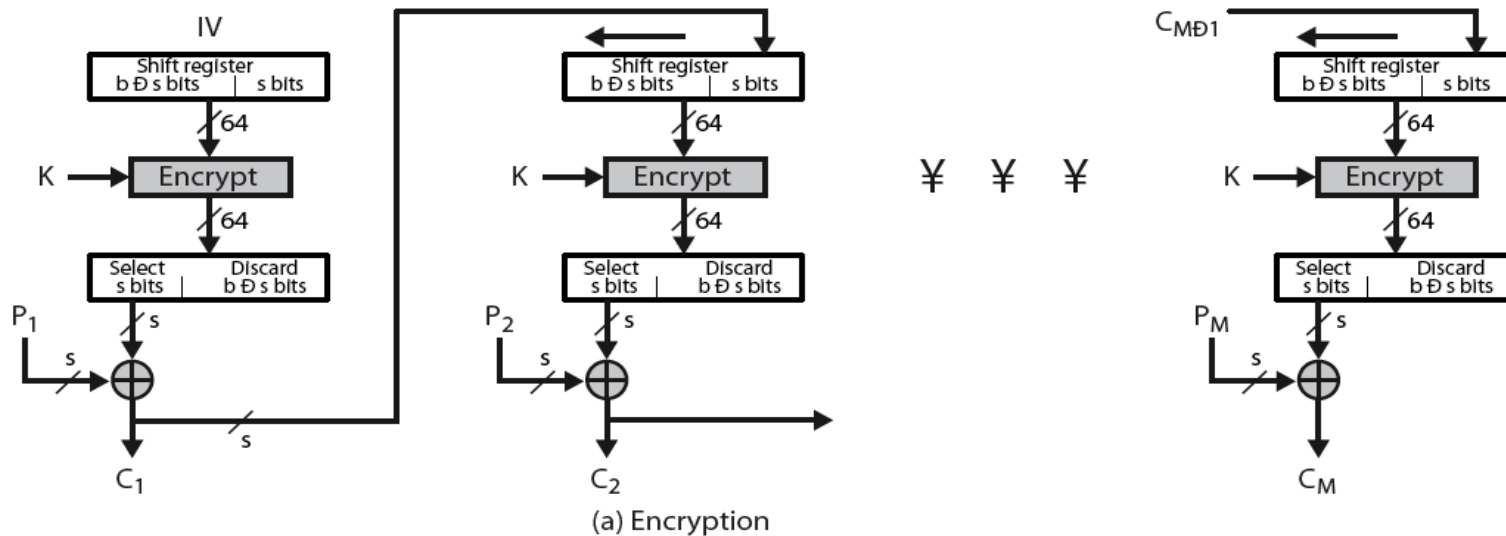 IV
Shift register
b Ð s bits | s bits
64
K
Encrypt
64
Select Discard
s bits | b Ð s bits
P1
s
s
C1
s
Shift register
b Ð s bits | s bits
64
K
Encrypt
64
Select Discard
s bits | b Ð s bits
P2
s
s
C2
¥ ¥ ¥
CMÐ1
Shift register
b Ð s bits | s bits
64
K
Encrypt
64
Select Discard
s bits | b Ð s bits
PM
s
s
CM
(a) Encryption